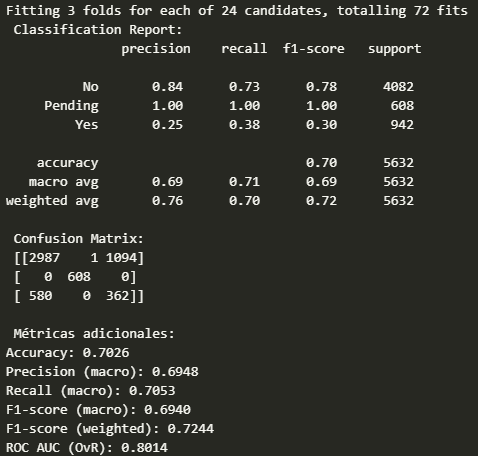 Fitting 3 folds for each of 24 candidates, totalling 72 fits
Classification Report:
precision recall f1-score support
No 0.84 0.73 0.78 4082
Pending 1.00 1.00 1.00 608
Yes 0.25 0.38 0.30 942
accuracy 0.70 5632
macro avg 0.69 0.71 0.69 5632
weighted avg 0.76 0.70 0.72 5632
Confusion Matrix:
[[2987 1 1094]
[ 0 608 0]
[ 580 0 362]]
Métricas adicionales:
Accuracy: 0.7026
Precision (macro): 0.6948
Recall (macro): 0.7053
F1-score (macro): 0.6940
F1-score (weighted): 0.7244
ROC AUC (OvR): 0.8014